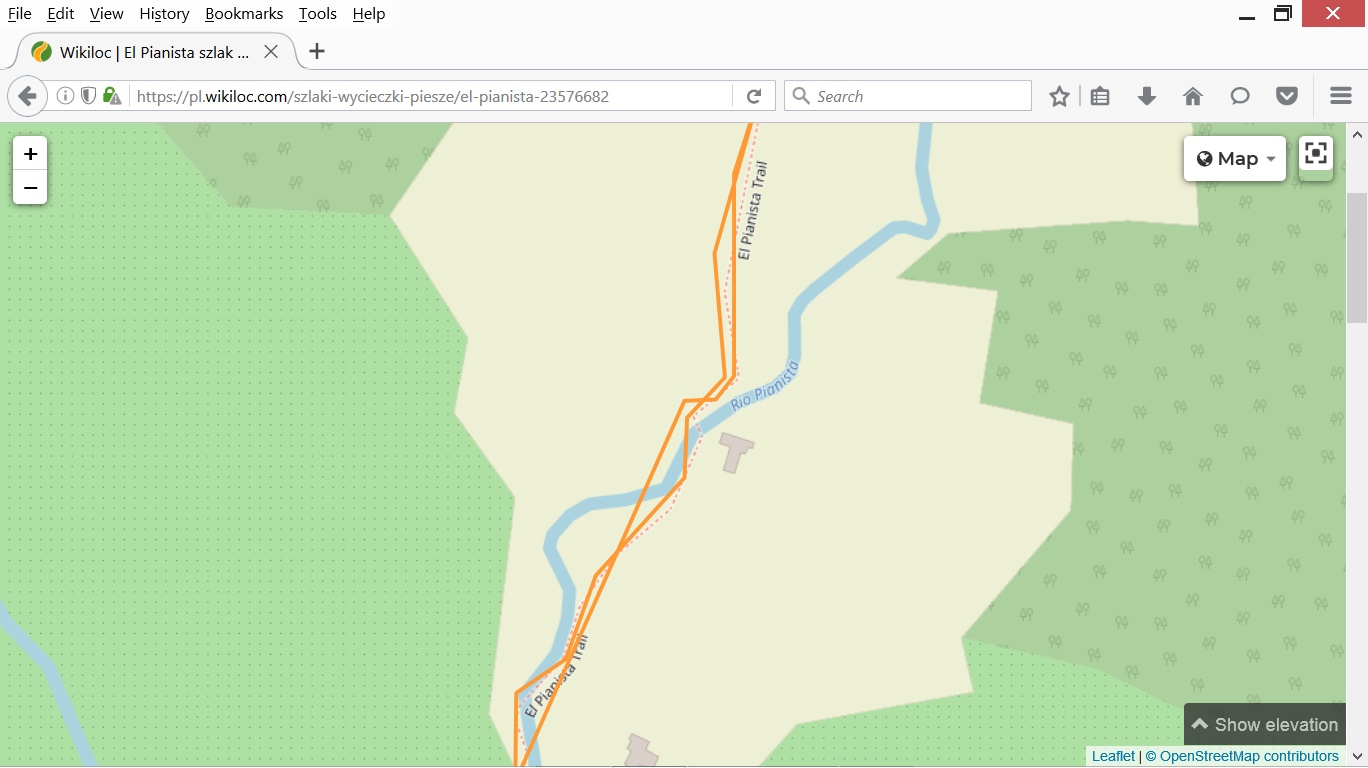 File Edit View History Bookmarks Tools Help
Wikiloc | El Pianista szlak ...
https://pl.wikiloc.com/szlaki-wycieczki-piesze/el-pianista-23576682
Search
+
−
Map
El Pianista Trail
Rio Pianista
El Pianista Trail
Show elevation
Leaflet | © OpenStreetMap contributors